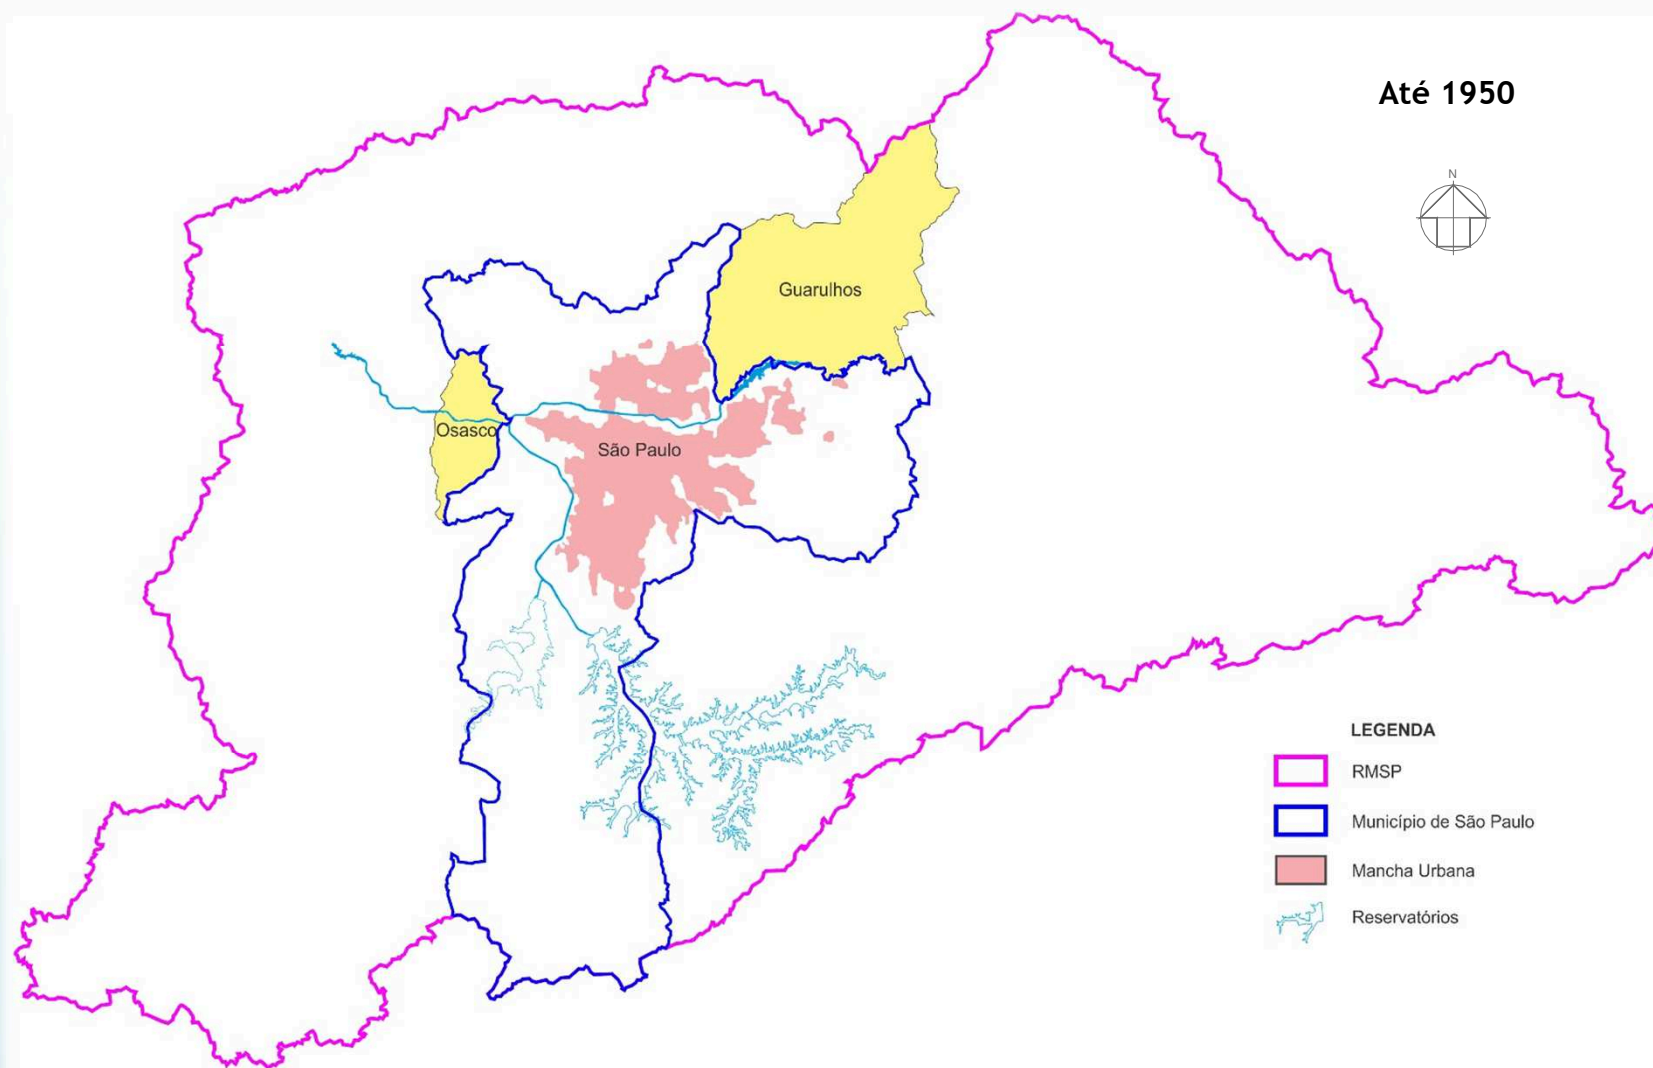 Até 1950
N
Guarulhos
Osasco
São Paulo
LEGENDA
RMSP
Município de São Paulo
Mancha Urbana
Reservatórios